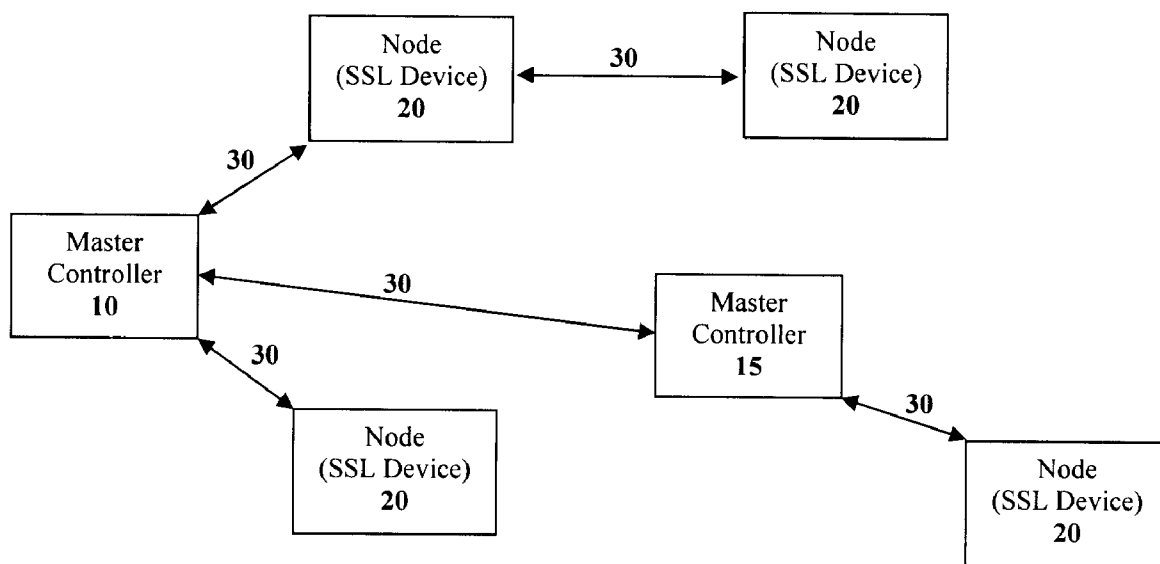 Node
(SSL Device)
20
30
Node
(SSL Device)
20
30
Master
Controller
10
30
Master
Controller
15
30
Node
(SSL Device)
20
30
Node
(SSL Device)
20